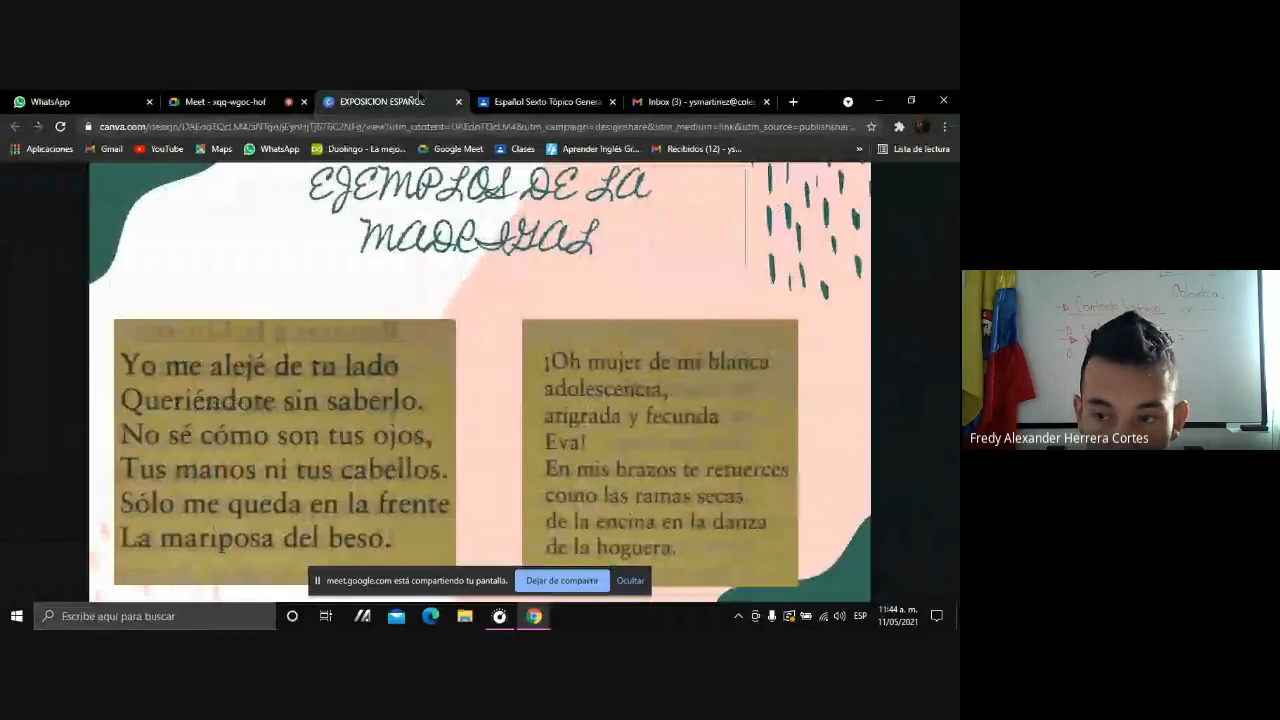 WhatsApp
Meet - xqq-wgoc-hof
EXPOSICION ESPAÑOL
Español Sexto Tópico Genera
Inbox (3) - ysmartinez@cole
Aplicaciones
Gmail
YouTube
Maps
WhatsApp
Duolingo - La mejo...
Google Meet
Clases
Aprender Inglés Gr...
Recibidos (12) - ys...
»
Lista de lectura
EJEMPLOS DE LA
MADRIGAL
Yo me alejé de tu lado
Queriéndote sin saberlo.
No sé cómo son tus ojos,
Tus manos ni tus cabellos.
Sólo me queda en la frente
La mariposa del beso.
¡Oh mujer de mi blanca
adolescencia,
atigrada y fecunda
Eva!
En mis brazos te retuerces
como las ramas secas
de la encina en la danza
de la hoguera.
meet.google.com está compartiendo tu pantalla.
Dejar de compartir
Ocultar
Colombia
Fredy Alexander Herrera Cortes
Escribe aquí para buscar
ESP
11:44 a. m.
11/05/2021